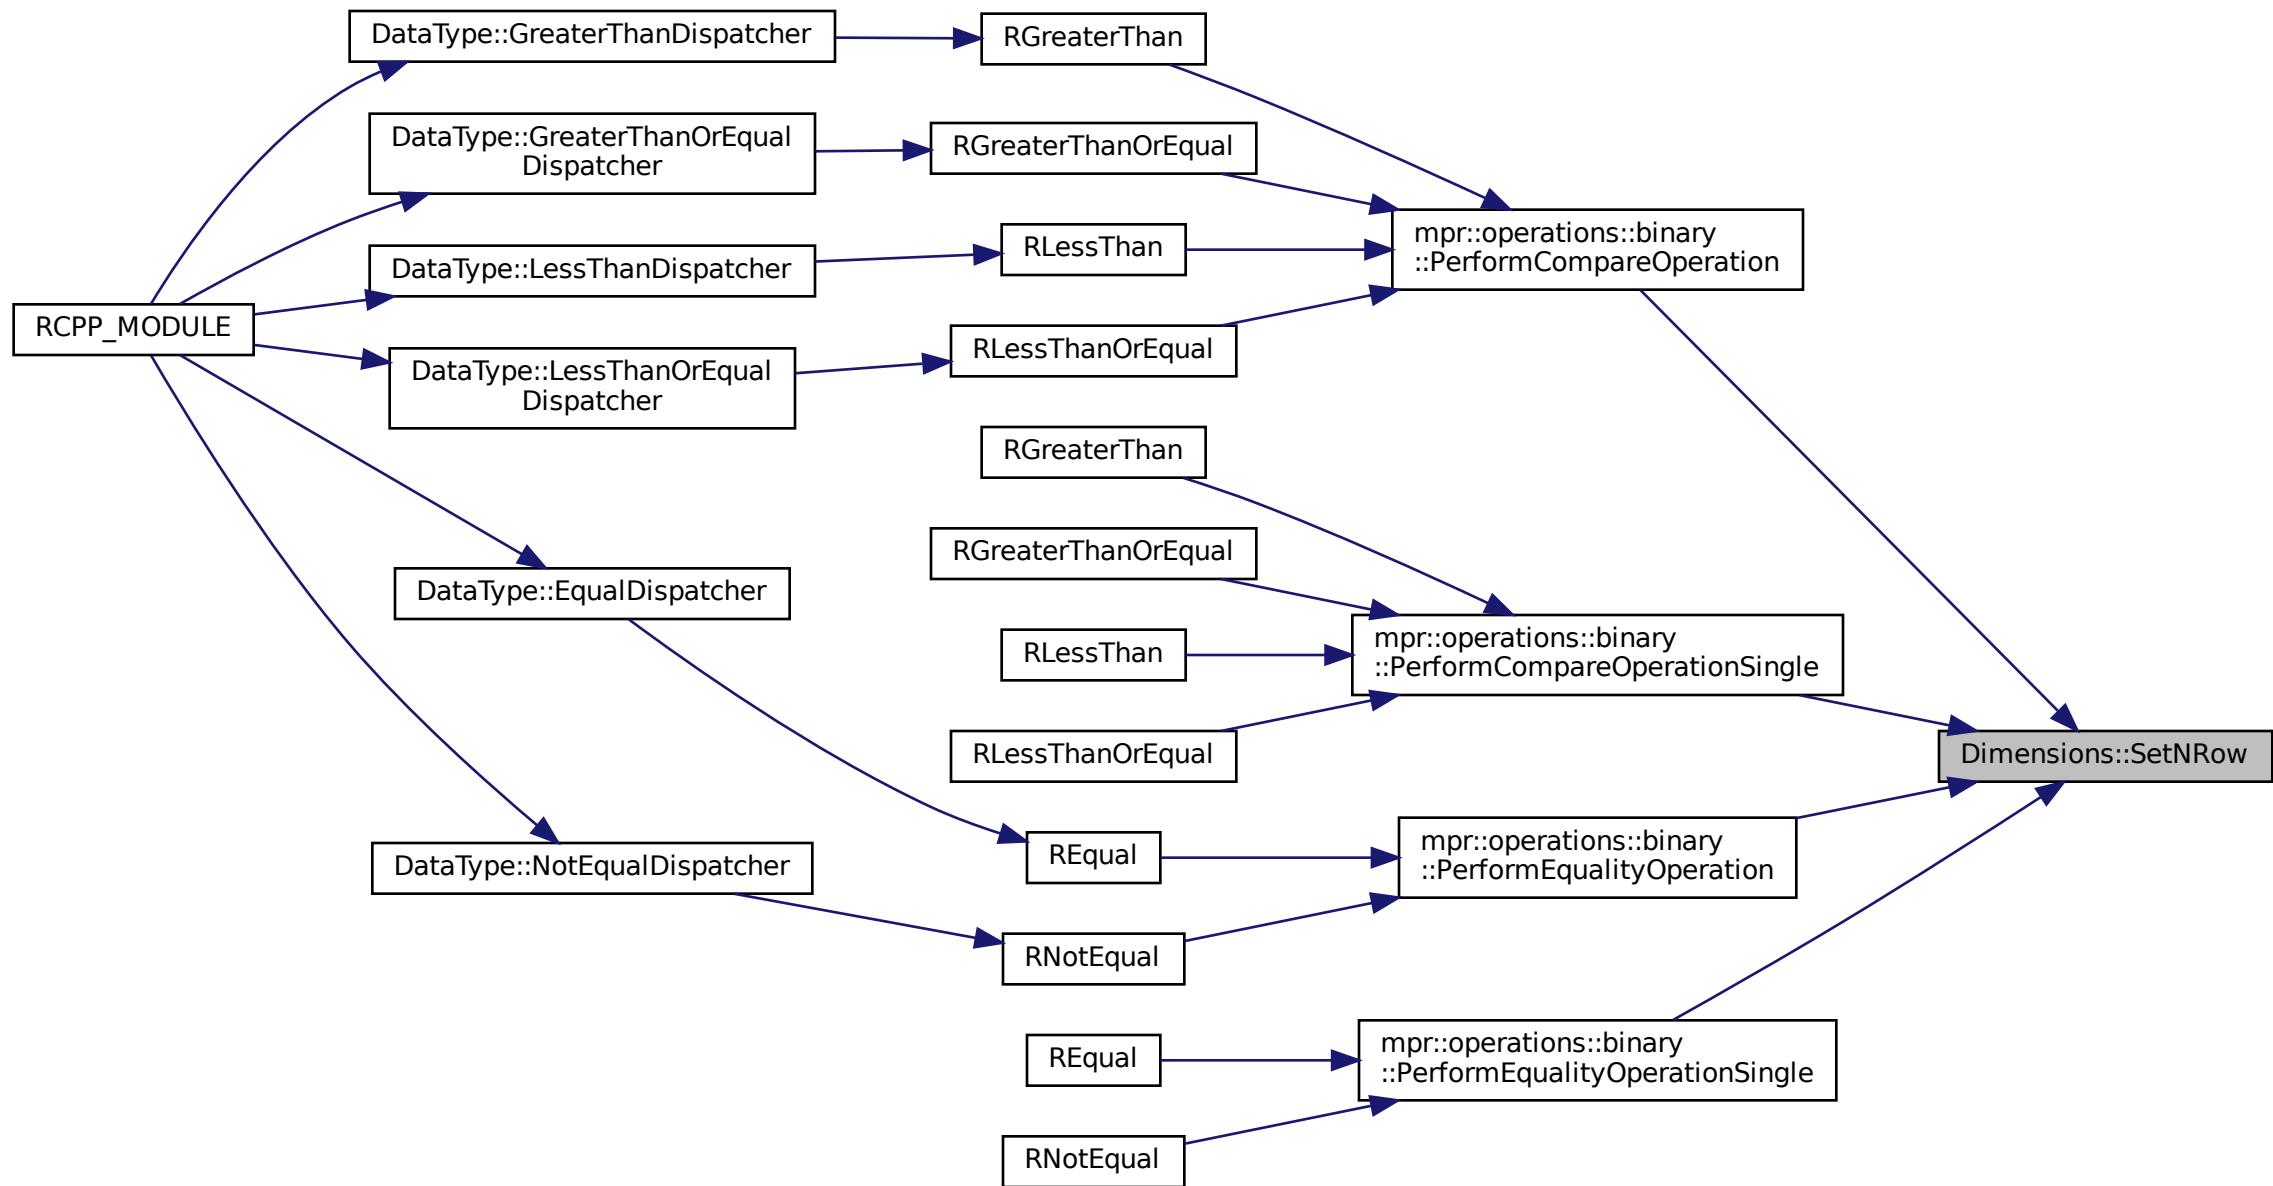 DataType::GreaterThanDispatcher
RGreaterThan
DataType::GreaterThanOrEqual
Dispatcher
RGreaterThanOrEqual
mpr::operations::binary
::PerformCompareOperation
RLessThan
DataType::LessThanDispatcher
RCPP_MODULE
RLessThanOrEqual
DataType::LessThanOrEqual
Dispatcher
RGreaterThan
RGreaterThanOrEqual
DataType::EqualDispatcher
mpr::operations::binary
::PerformCompareOperationSingle
RLessThan
RLessThanOrEqual
Dimensions::SetNRow
mpr::operations::binary
::PerformEqualityOperation
REqual
DataType::NotEqualDispatcher
RNotEqual
mpr::operations::binary
::PerformEqualityOperationSingle
REqual
RNotEqual